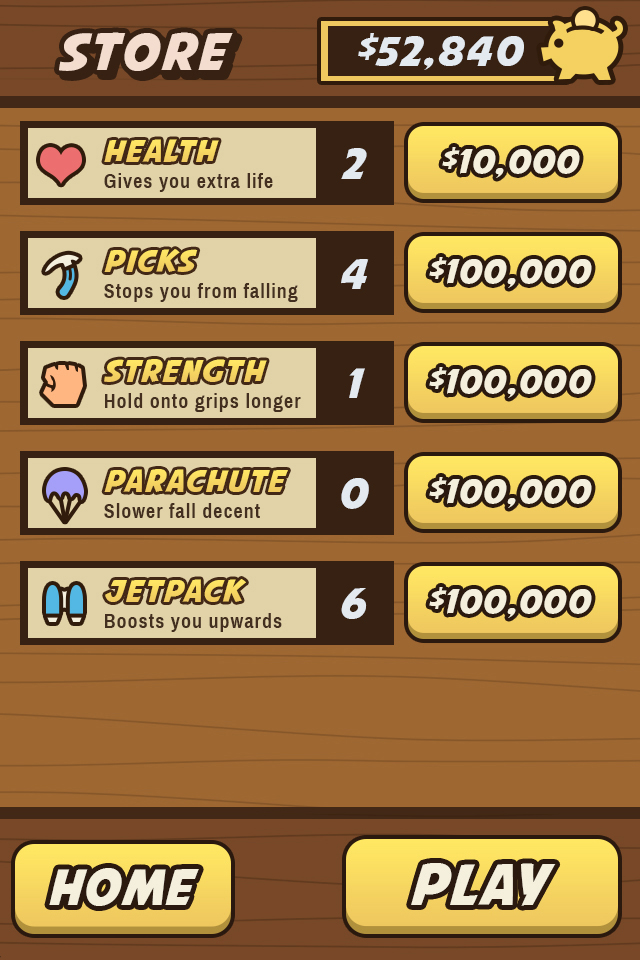 STORE
$52,840
HEALTH
Gives you extra life
2
$10,000
PICKS
Stops you from falling
4
$100,000
STRENGTH
Hold onto grips longer
1
$100,000
PARACHUTE
Slower fall decent
0
$100,000
JETPACK
Boosts you upwards
6
$100,000
HOME
PLAY